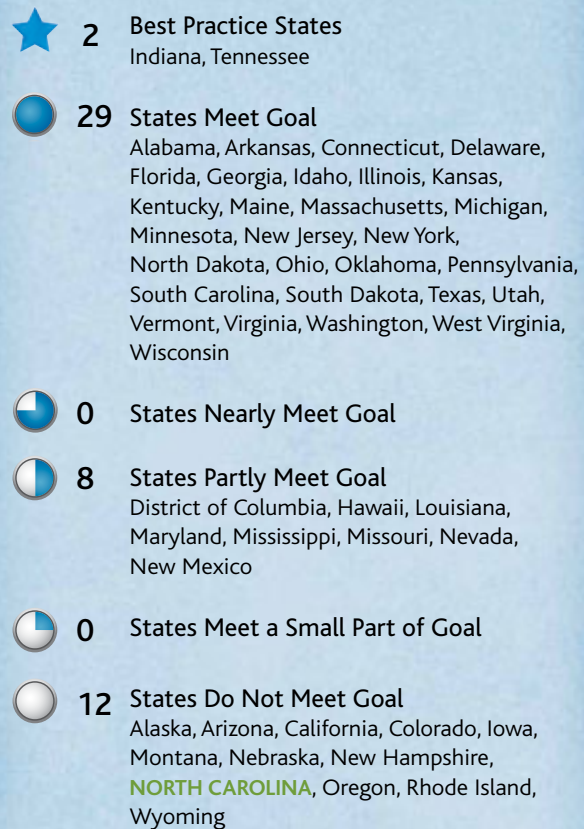 2 Best Practice States
Indiana, Tennessee
29 States Meet Goal
Alabama, Arkansas, Connecticut, Delaware,
Florida, Georgia, Idaho, Illinois, Kansas,
Kentucky, Maine, Massachusetts, Michigan,
Minnesota, New Jersey, New York,
North Dakota, Ohio, Oklahoma, Pennsylvania,
South Carolina, South Dakota, Texas, Utah,
Vermont, Virginia, Washington, West Virginia,
Wisconsin
0 States Nearly Meet Goal
8 States Partly Meet Goal
District of Columbia, Hawaii, Louisiana,
Maryland, Mississippi, Missouri, Nevada,
New Mexico
0 States Meet a Small Part of Goal
12 States Do Not Meet Goal
Alaska, Arizona, California, Colorado, Iowa,
Montana, Nebraska, New Hampshire,
NORTH CAROLINA, Oregon, Rhode Island,
Wyoming